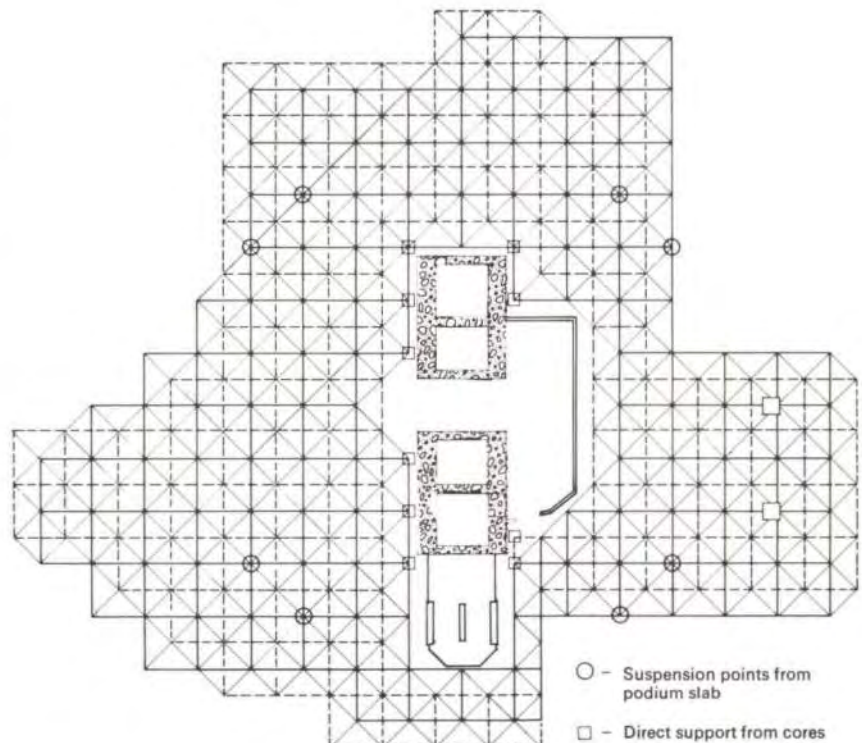 ○ – Suspension points from
podium slab
□ – Direct support from cores